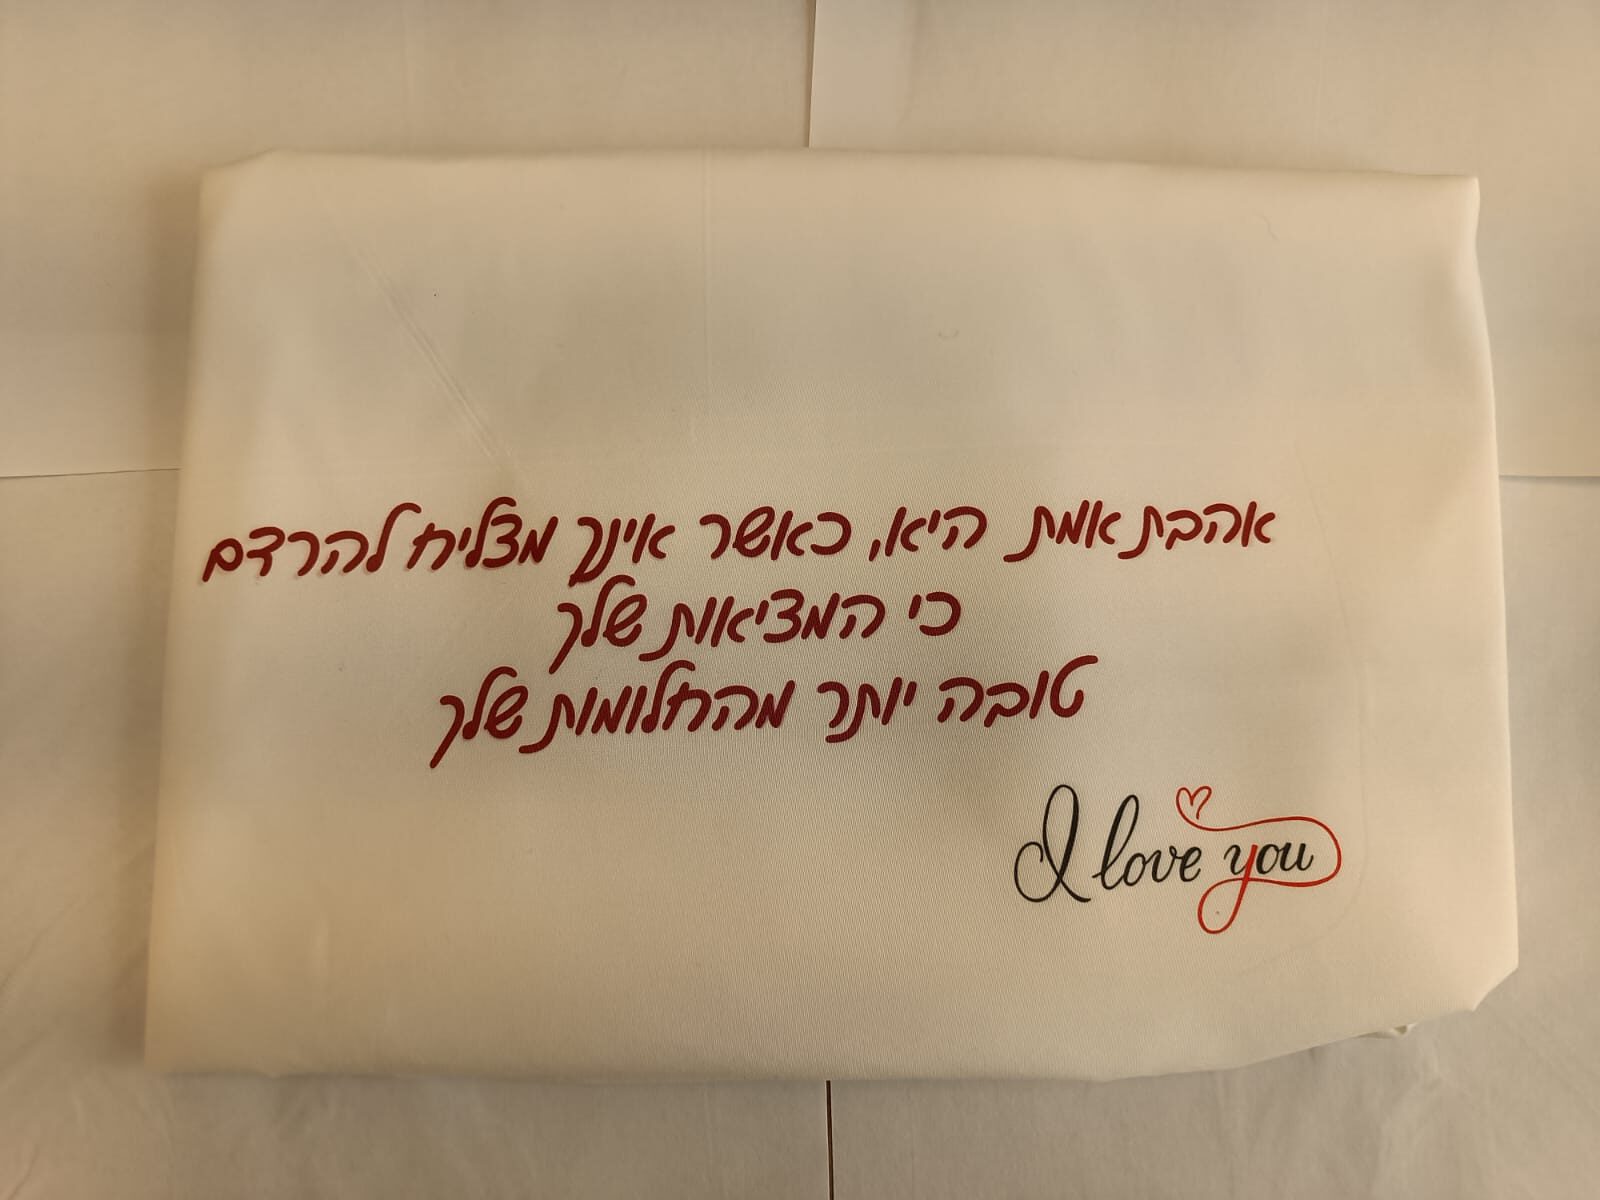 אהבת אמת היא, כאשר אינך מצליח להרדם
כי המציאות שלך
טובה יותר מהחלומות שלך
I love you